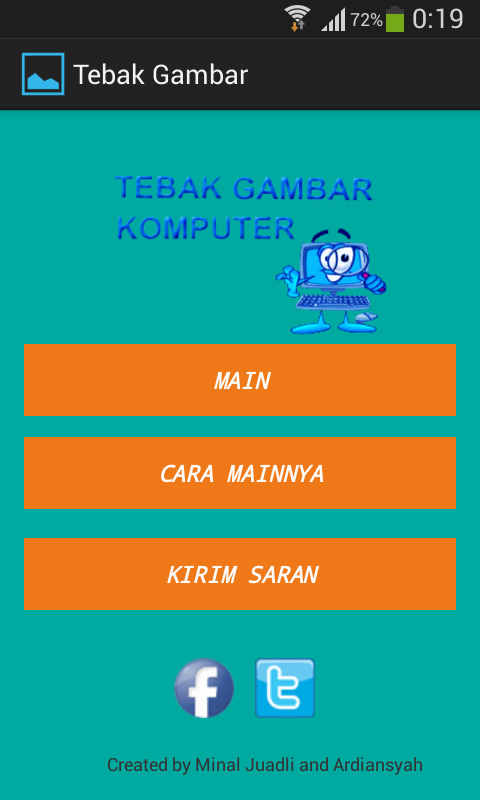 72% 0:19
Tebak Gambar
TEBAK GAMBAR
KOMPUTER
MAIN
CARA MAINNYA
KIRIM SARAN
f t
Created by Minal Juadli and Ardiansyah